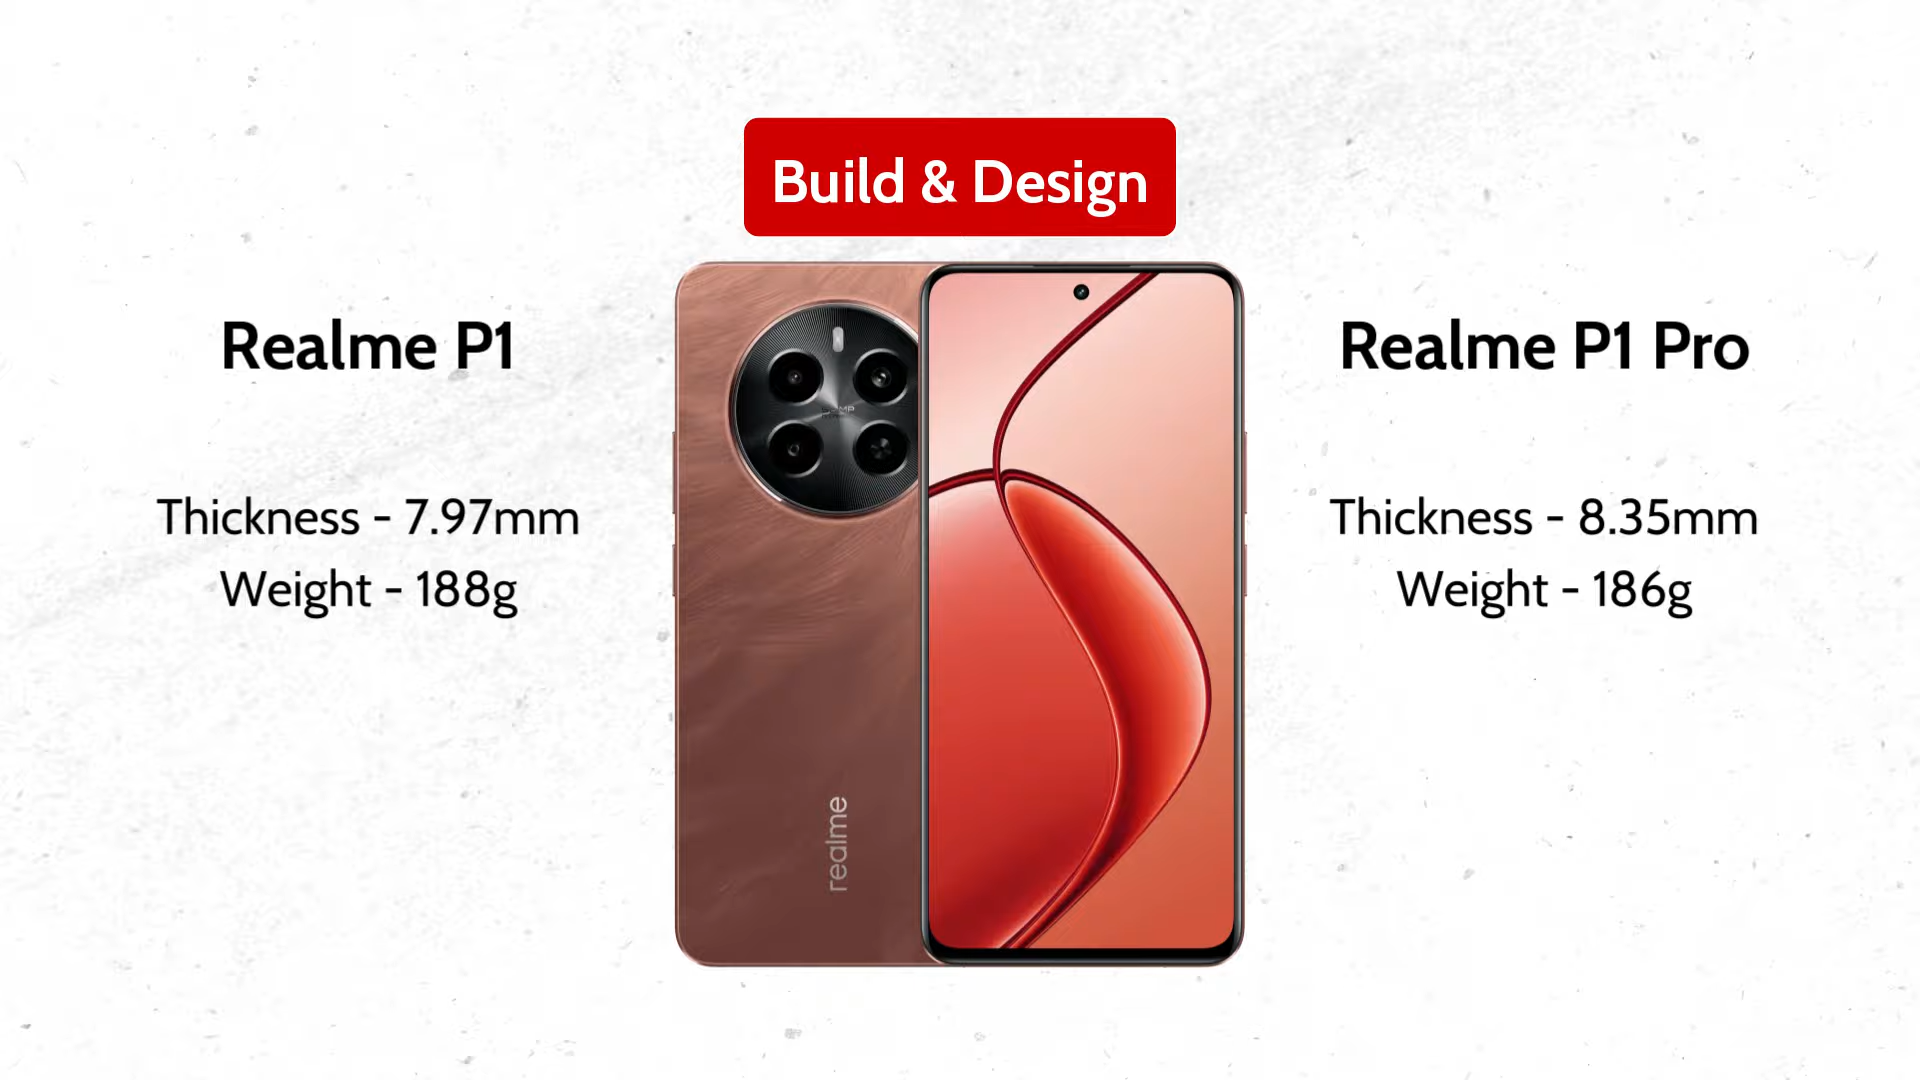 Build & Design
Realme P1
Thickness - 7.97mm
Weight - 188g
realme
Realme P1 Pro
Thickness - 8.35mm
Weight - 186g